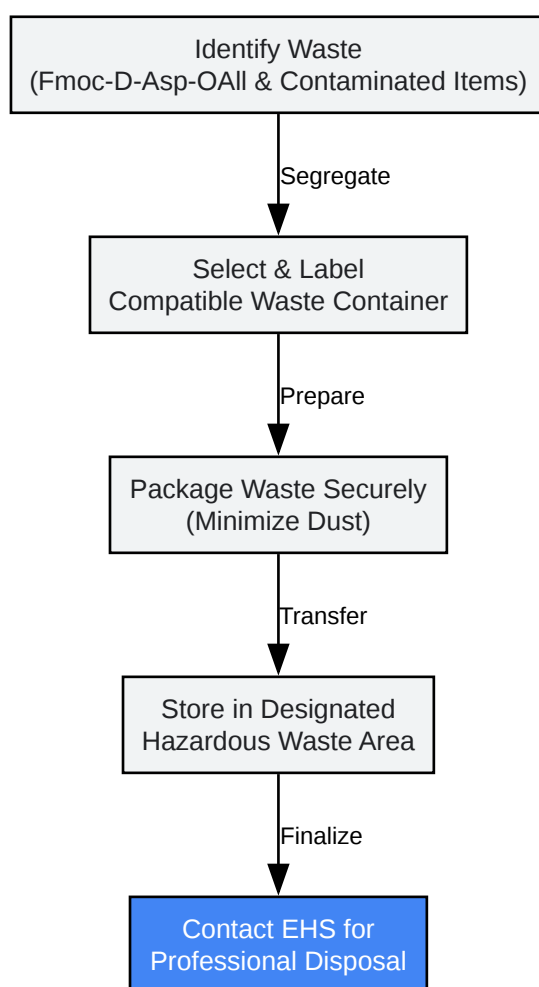 Identify Waste
(Fmoc-D-Asp-OAll & Contaminated Items)
Segregate
Select & Label
Compatible Waste Container
Prepare
Package Waste Securely
(Minimize Dust)
Transfer
Store in Designated
Hazardous Waste Area
Finalize
Contact EHS for
Professional Disposal